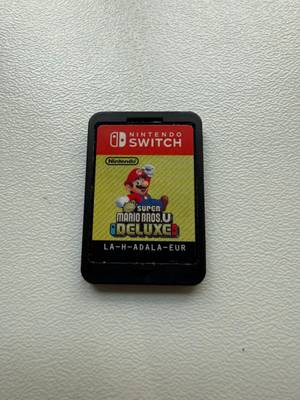 NINTENDO
SWITCH
Nintendo
SUPER
MARIO BROS. U
DELUXE
LA-H-ADALA-EUR